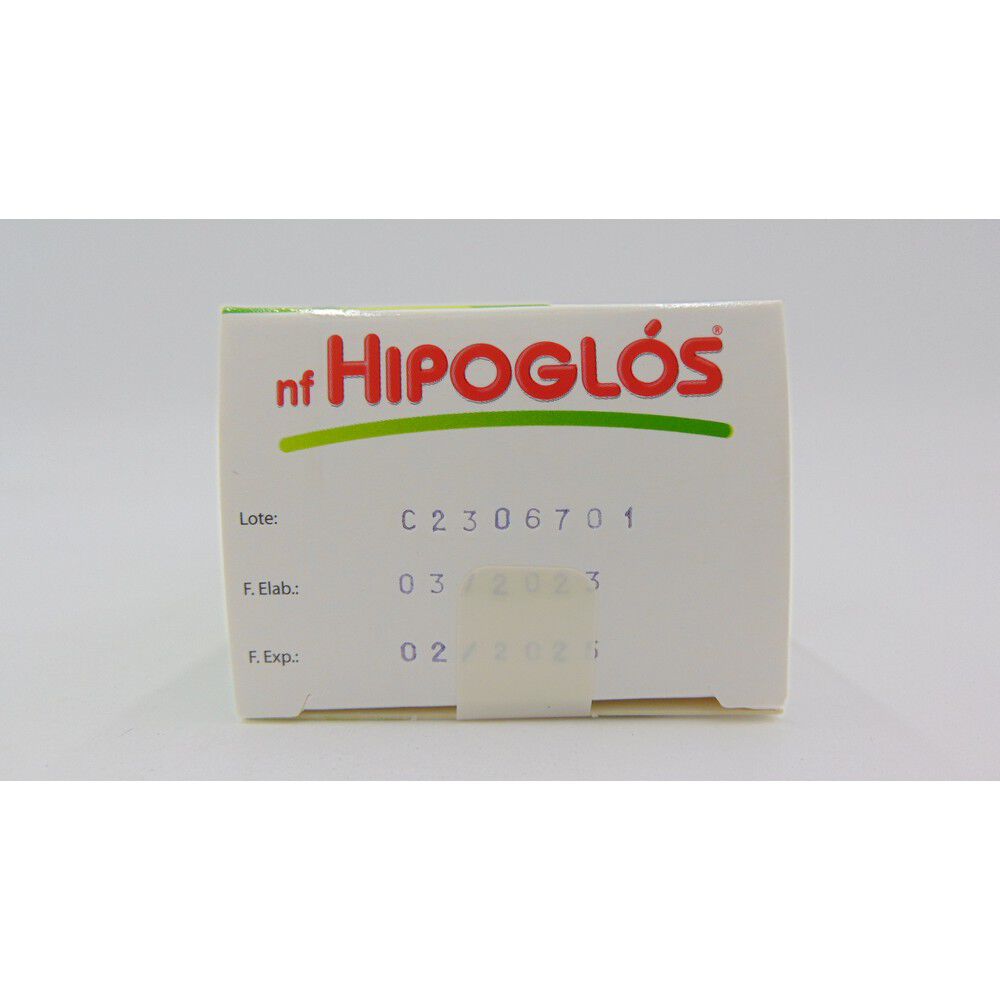 nf HIPOGLÓS®
Lote: C2306701
F. Elab.: 03/2023
F. Exp.: 02/2025